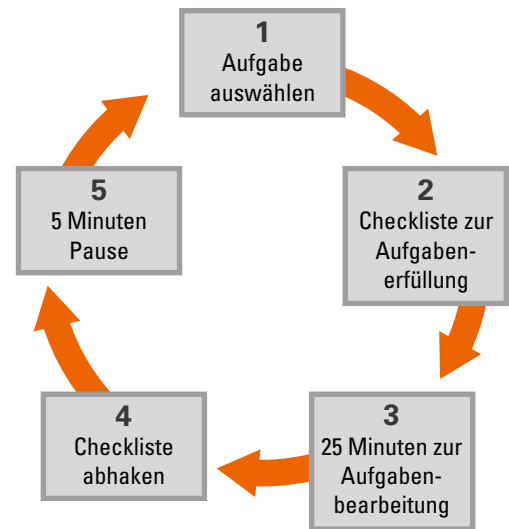 1
Aufgabe
auswählen
2
Checkliste zur
Aufgaben-
erfüllung
3
25 Minuten zur
Aufgaben-
bearbeitung
4
Checkliste
abhaken
5
5 Minuten
Pause